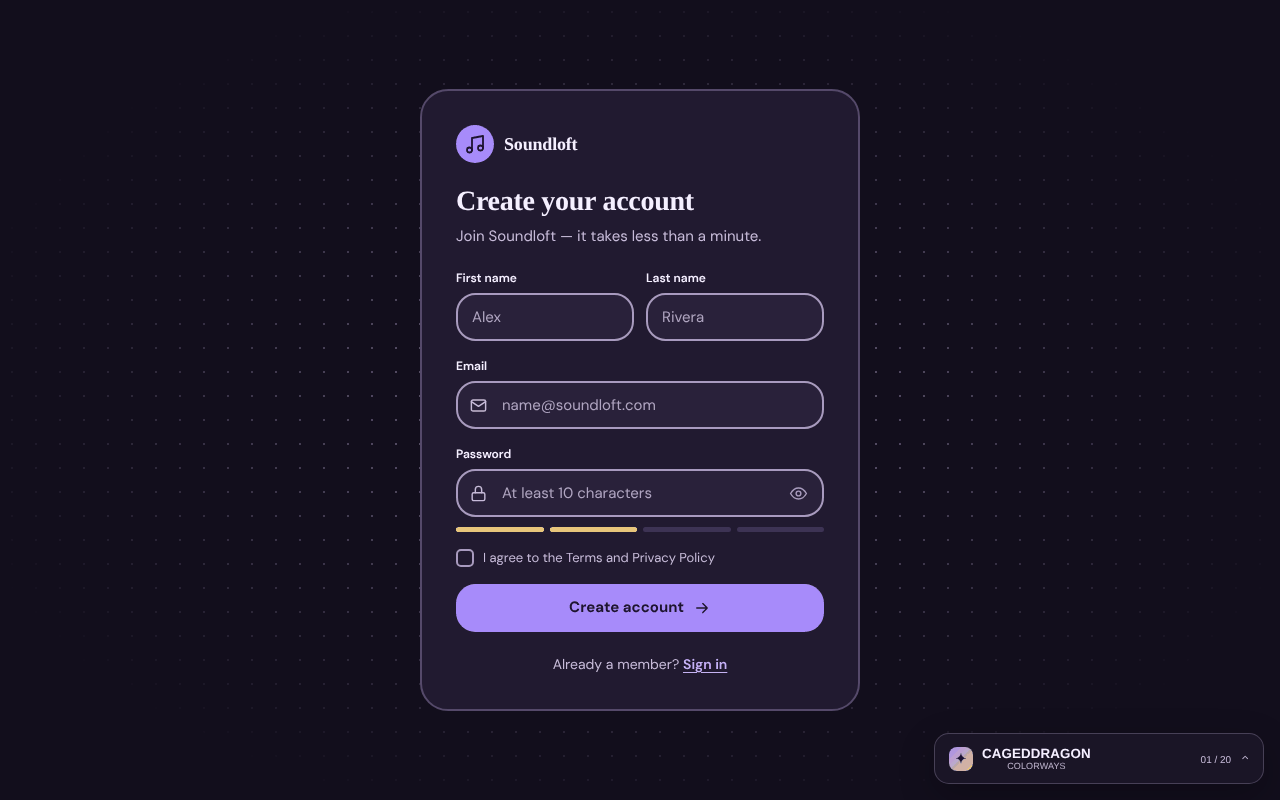 Soundloft
Create your account
Join Soundloft — it takes less than a minute.
First name
Last name
Alex
Rivera
Email
name@soundloft.com
Password
At least 10 characters
I agree to the Terms and Privacy Policy
Create account →
Already a member? Sign in
CAGEDDRAGON
COLORWAYS
01 / 20